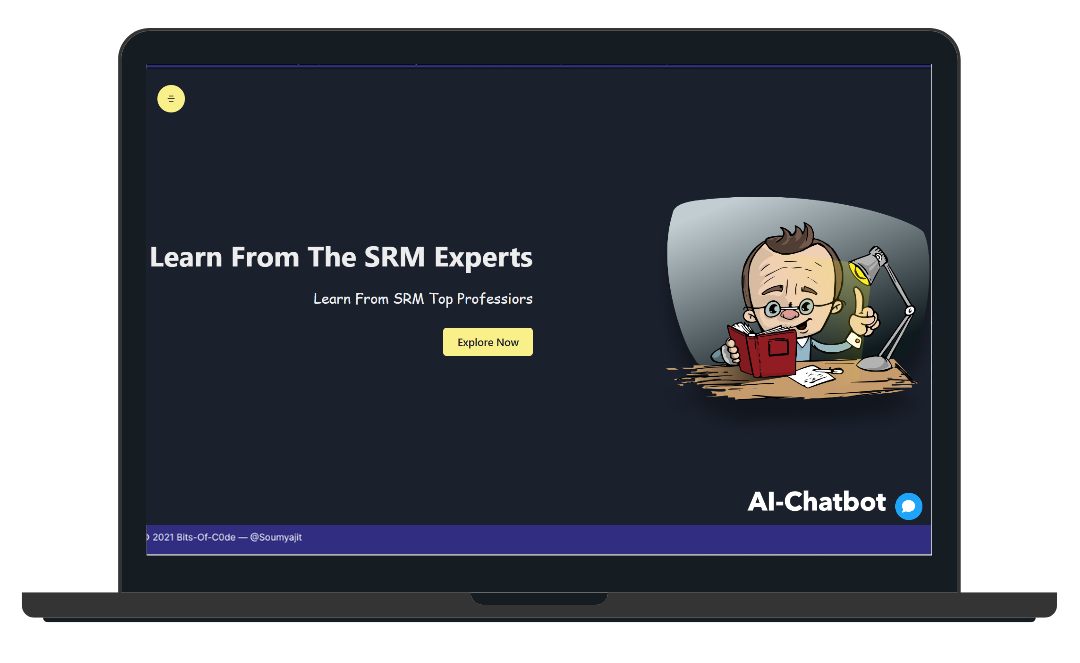 Learn From The SRM Experts
Learn From SRM Top Professiors
Explore Now
AI-Chatbot
© 2021 Bits-Of-C0de — @Soumyajit